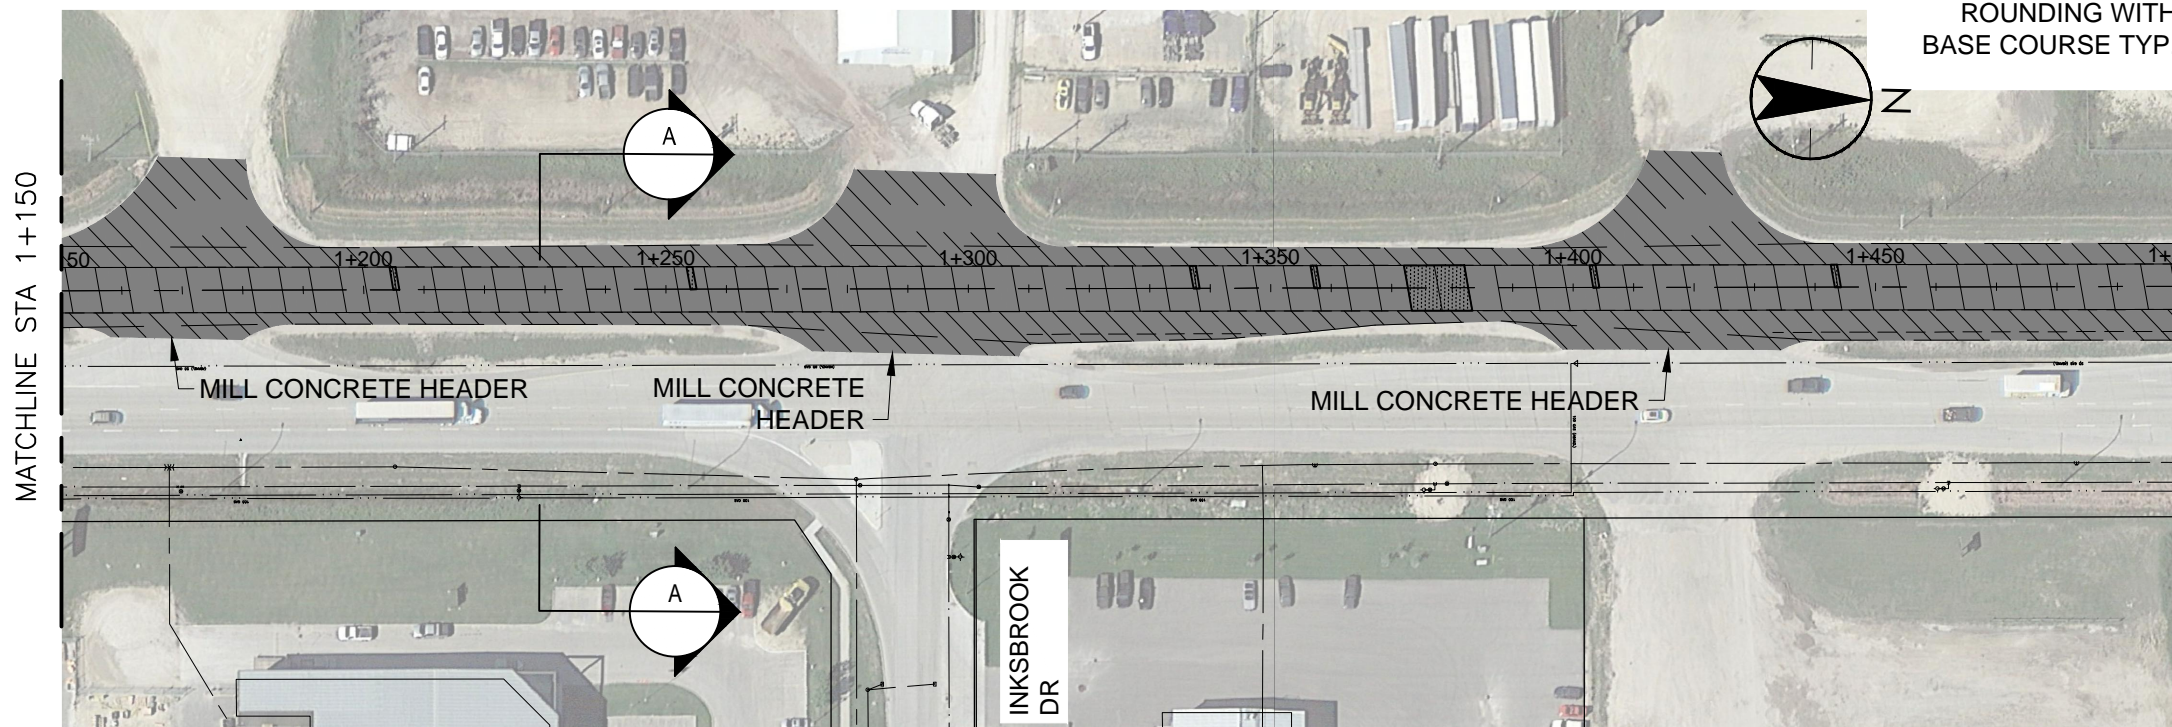 ROUNDING WITH
BASE COURSE TYP
N
MATCHLINE STA 1+150
A
50
1+200
1+250
1+300
1+350
1+400
1+450
1+
MILL CONCRETE HEADER
MILL CONCRETE
HEADER
MILL CONCRETE HEADER
A
INKSBROOK
DR